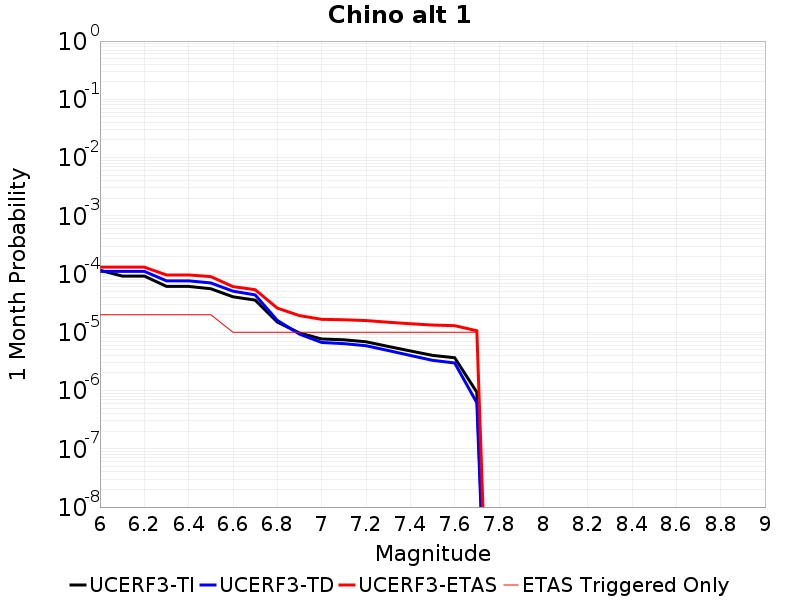 Chino alt 1
1 Month Probability
10^0
10^-1
10^-2
10^-3
10^-4
10^-5
10^-6
10^-7
10^-8
6 6.2 6.4 6.6 6.8 7 7.2 7.4 7.6 7.8 8 8.2 8.4 8.6 8.8 9
Magnitude
UCERF3-TI UCERF3-TD UCERF3-ETAS ETAS Triggered Only